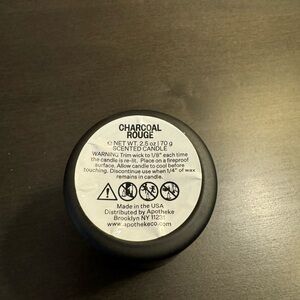 CHARCOAL
ROUGE
℮ NET WT. 2.5 oz | 70 g
SCENTED CANDLE
WARNING Trim wick to 1/8" each time
the candle is re-lit. Place on a fireproof
surface. Allow candle to cool before
touching. Discontinue use when 1/4" of wax
remains in candle.
Made in the USA
Distributed by Apotheke
Brooklyn NY 11231
www.apothekeco.com